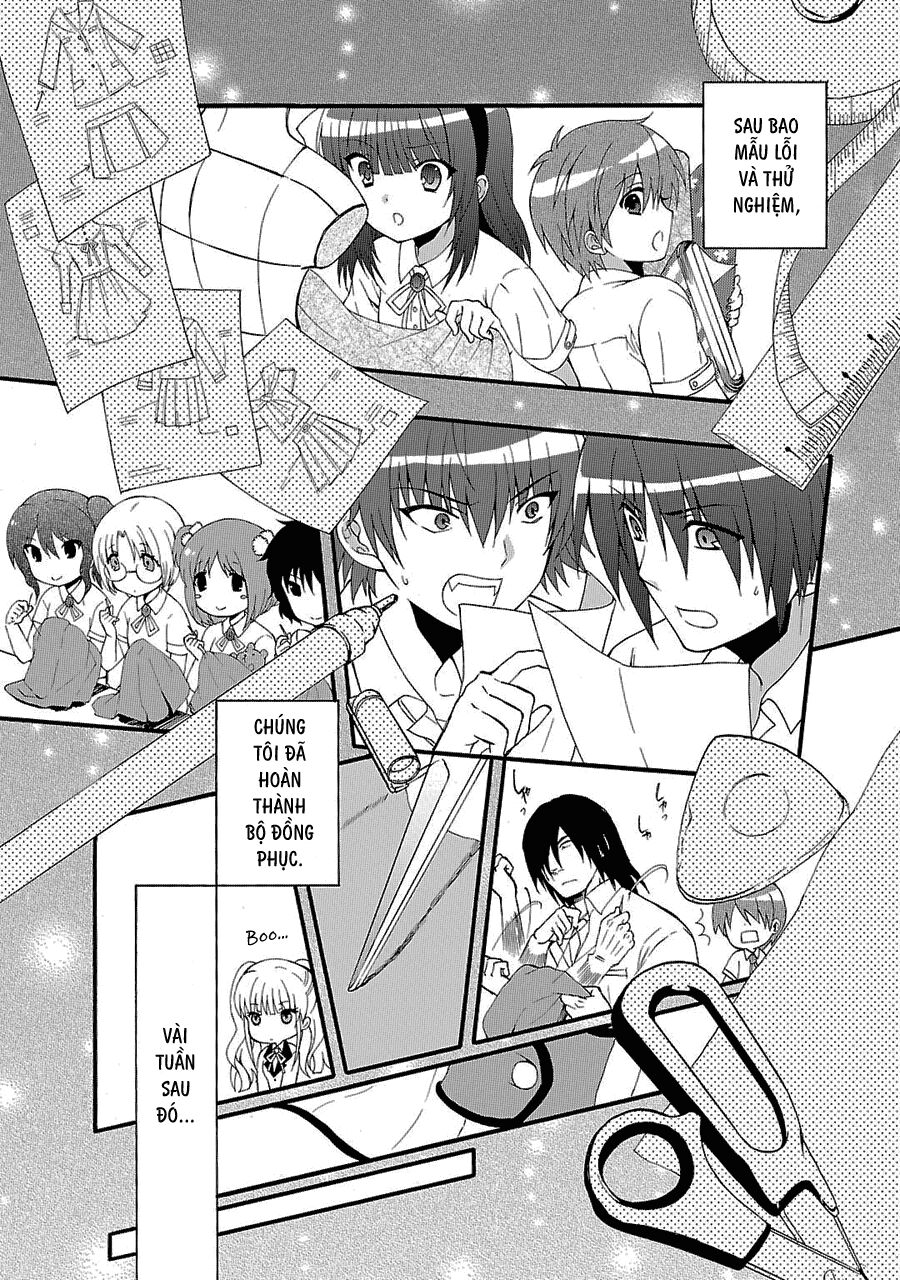 SAU BAO
MẪU LỖI
VÀ THỬ
NGHIỆM,
CHÚNG
TÔI ĐÃ
HOÀN
THÀNH
BỘ ĐỒNG
PHỤC.
BOO...
VÀI
TUẦN
SAU
ĐÓ...